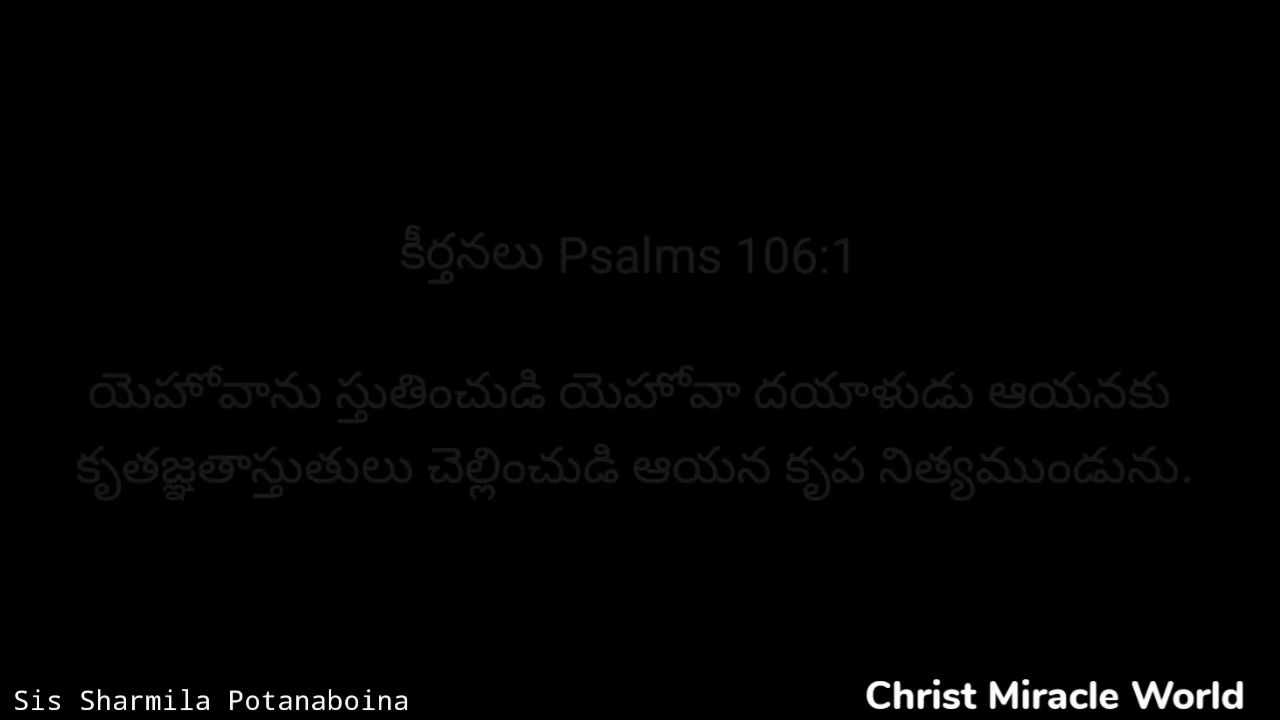 కీర్తనలు Psalms 106:1
యెహోవాను స్తుతించుడి యెహోవా దయాళుడు ఆయనకు
కృతజ్ఞతాస్తుతులు చెల్లించుడి ఆయన కృప నిత్యముండును.
Sis Sharmila Potanaboina
Christ Miracle World